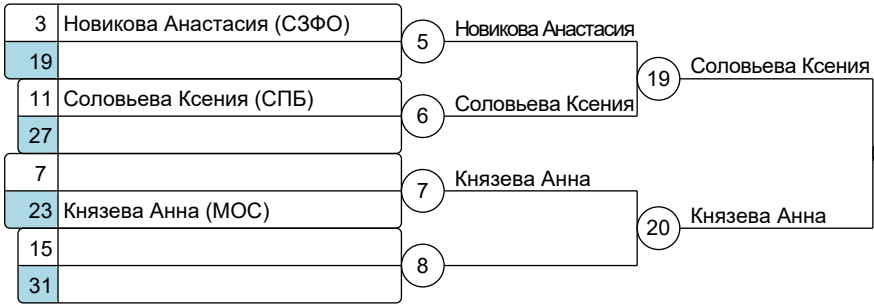 3 Новикова Анастасия (СЗФО)
19
5 Новикова Анастасия
11 Соловьева Ксения (СПБ)
27
6 Соловьева Ксения
19 Соловьева Ксения
7
23 Князева Анна (МОС)
7 Князева Анна
15
31
8
20 Князева Анна